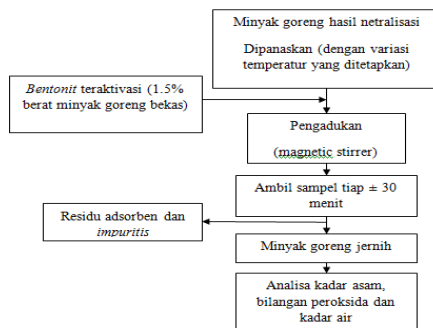 Minyak goreng hasil netralisasi
Dipanaskan (dengan variasi
temperatur yang ditetapkan)
Bentonit teraktivasi (1.5%
berat minyak goreng bekas)
Pengadukan
(magnetic stirrer)
Ambil sampel tiap ± 30
menit
Residu adsorben dan
impuritis
Minyak goreng jernih
Analisa kadar asam,
bilangan peroksida dan
kadar air